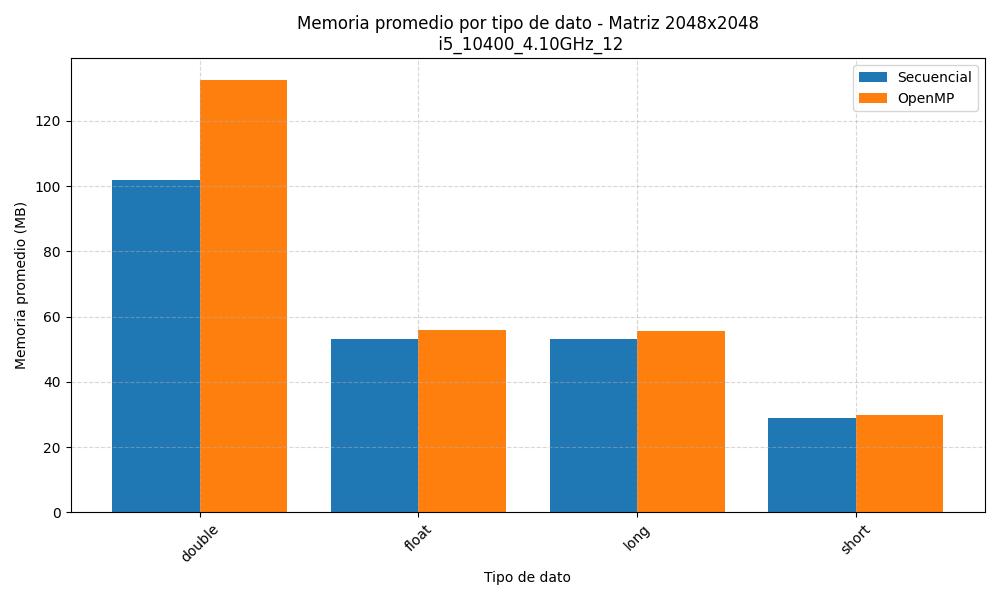 Memoria promedio por tipo de dato - Matriz 2048x2048
i5_10400_4.10GHz_12
Secuencial
OpenMP
Memoria promedio (MB)
120
100
80
60
40
20
0
double
float
long
short
Tipo de dato